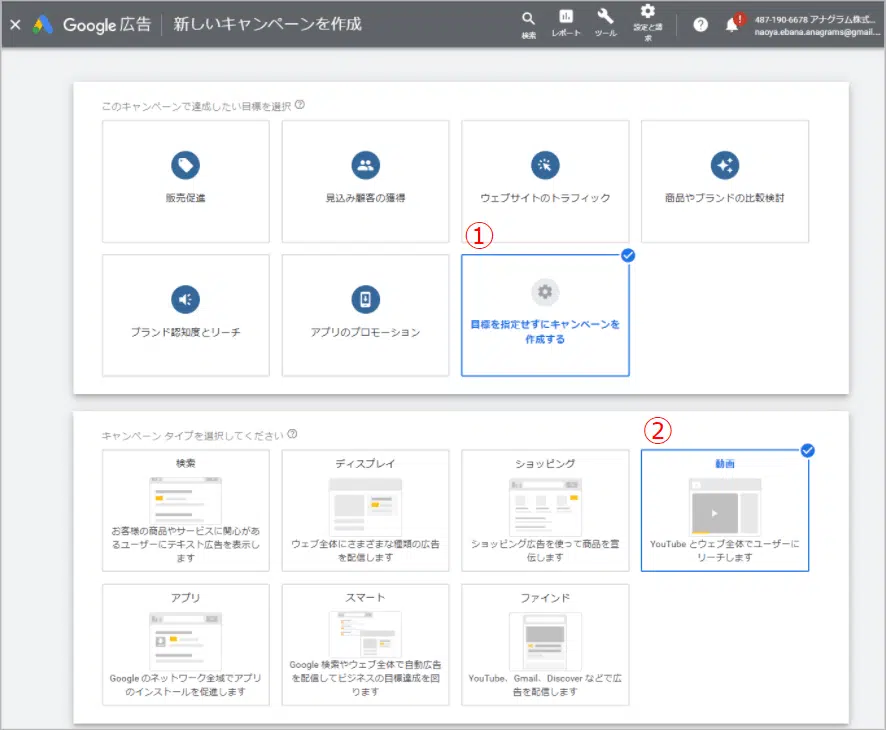 × Google 広告 新しいキャンペーンを作成
検索 レポート ツール 設定と請
求
?
!
487-190-6678 アナグラム株式...
naoya.ebana.anagrams@gmail...
このキャンペーンで達成したい目標を選択 ?
販売促進
見込み顧客の獲得
ウェブサイトのトラフィック
商品やブランドの比較検討
ブランド認知度とリーチ
アプリのプロモーション
①
目標を指定せずにキャンペーンを
作成する
キャンペーン タイプを選択してください ?
検索
お客様の商品やサービスに関心があ
るユーザーにテキスト広告を表示し
ます
ディスプレイ
ウェブ全体にさまざまな種類の広告
を配信します
ショッピング
ショッピング広告を使って商品を宣
伝します
②
動画
YouTube とウェブ全体でユーザーに
リーチします
アプリ
Google のネットワーク全域でアプリ
のインストールを促進します
スマート
Google 検索やウェブ全体で自動広告
を配信してビジネスの目標達成を図
ります
ファインド
YouTube、Gmail、Discover などで広
告を配信します